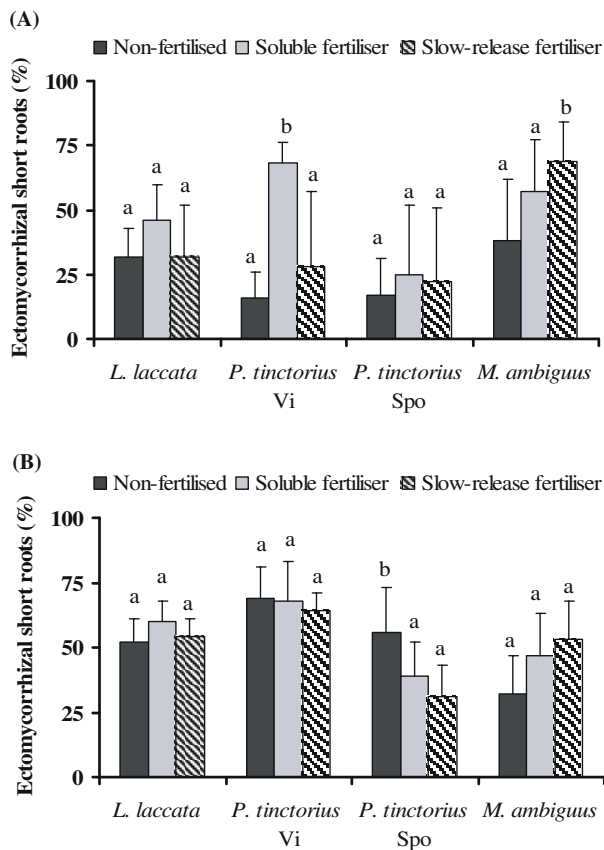 (A)
Non-fertilised Soluble fertiliser Slow-release fertiliser
Ectomycorrhizal short roots (%)
100
75
50
25
0
a a a a b a a a a a a b
L. laccata P. tinctorius P. tinctorius M. ambiguus
Vi Spo
(B)
Non-fertilised Soluble fertiliser Slow-release fertiliser
Ectomycorrhizal short roots (%)
100
75
50
25
0
a a a a a a b a a a a a
L. laccata P. tinctorius P. tinctorius M. ambiguus
Vi Spo